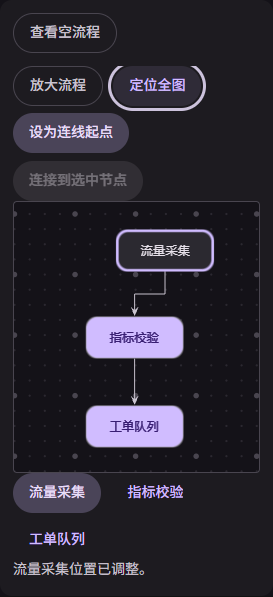 查看空流程
放大流程 定位全图
设为连线起点
连接到选中节点
流量采集
指标校验
工单队列
流量采集 指标校验
工单队列
流量采集位置已调整。